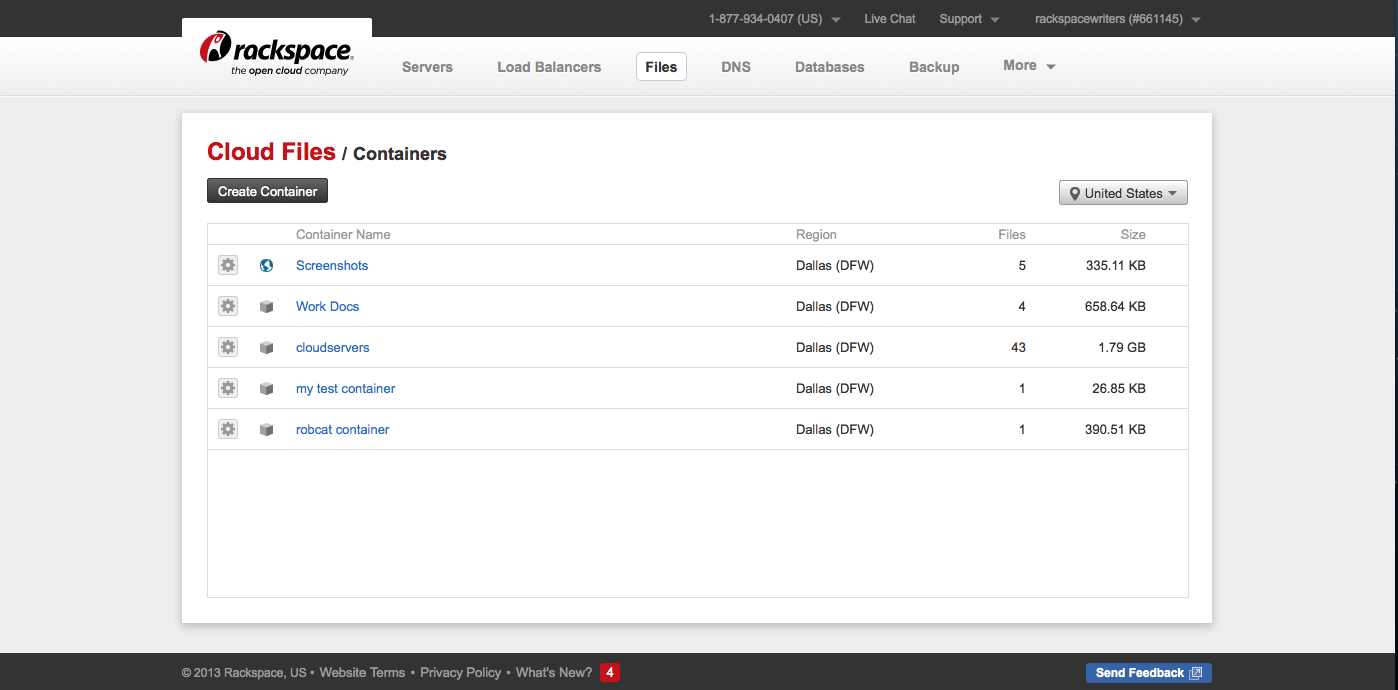 1-877-934-0407 (US) Live Chat Support rackspacewriters (#661145)
rackspace.
the open cloud company
Servers Load Balancers Files DNS Databases Backup More
Cloud Files / Containers
Create Container
United States
Container Name Region Files Size
Screenshots Dallas (DFW) 5 335.11 KB
Work Docs Dallas (DFW) 4 658.64 KB
cloudservers Dallas (DFW) 43 1.79 GB
my test container Dallas (DFW) 1 26.85 KB
robcat container Dallas (DFW) 1 390.51 KB
© 2013 Rackspace, US • Website Terms • Privacy Policy • What's New? 4
Send Feedback